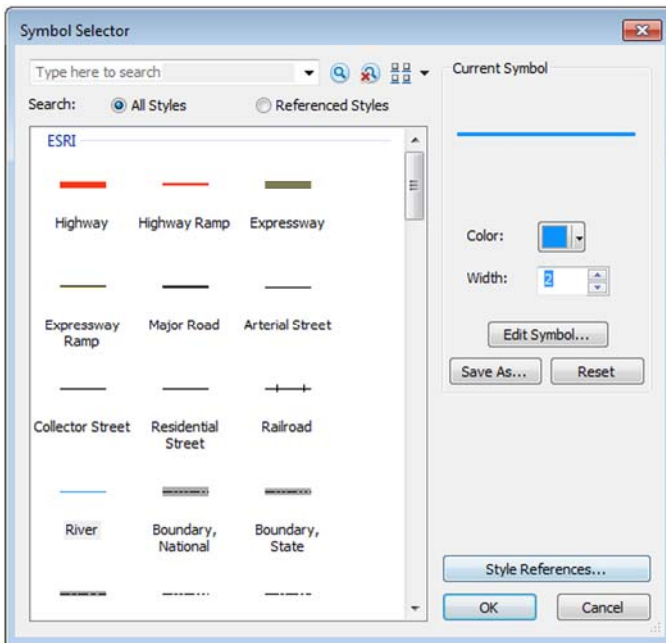 Symbol Selector
Type here to search
Search: All Styles Referenced Styles
ESRI
Highway Highway Ramp Expressway
Expressway Ramp Major Road Arterial Street
Collector Street Residential Street Railroad
River Boundary, National Boundary, State
Current Symbol
Color:
Width: 2
Edit Symbol...
Save As... Reset
Style References...
OK Cancel